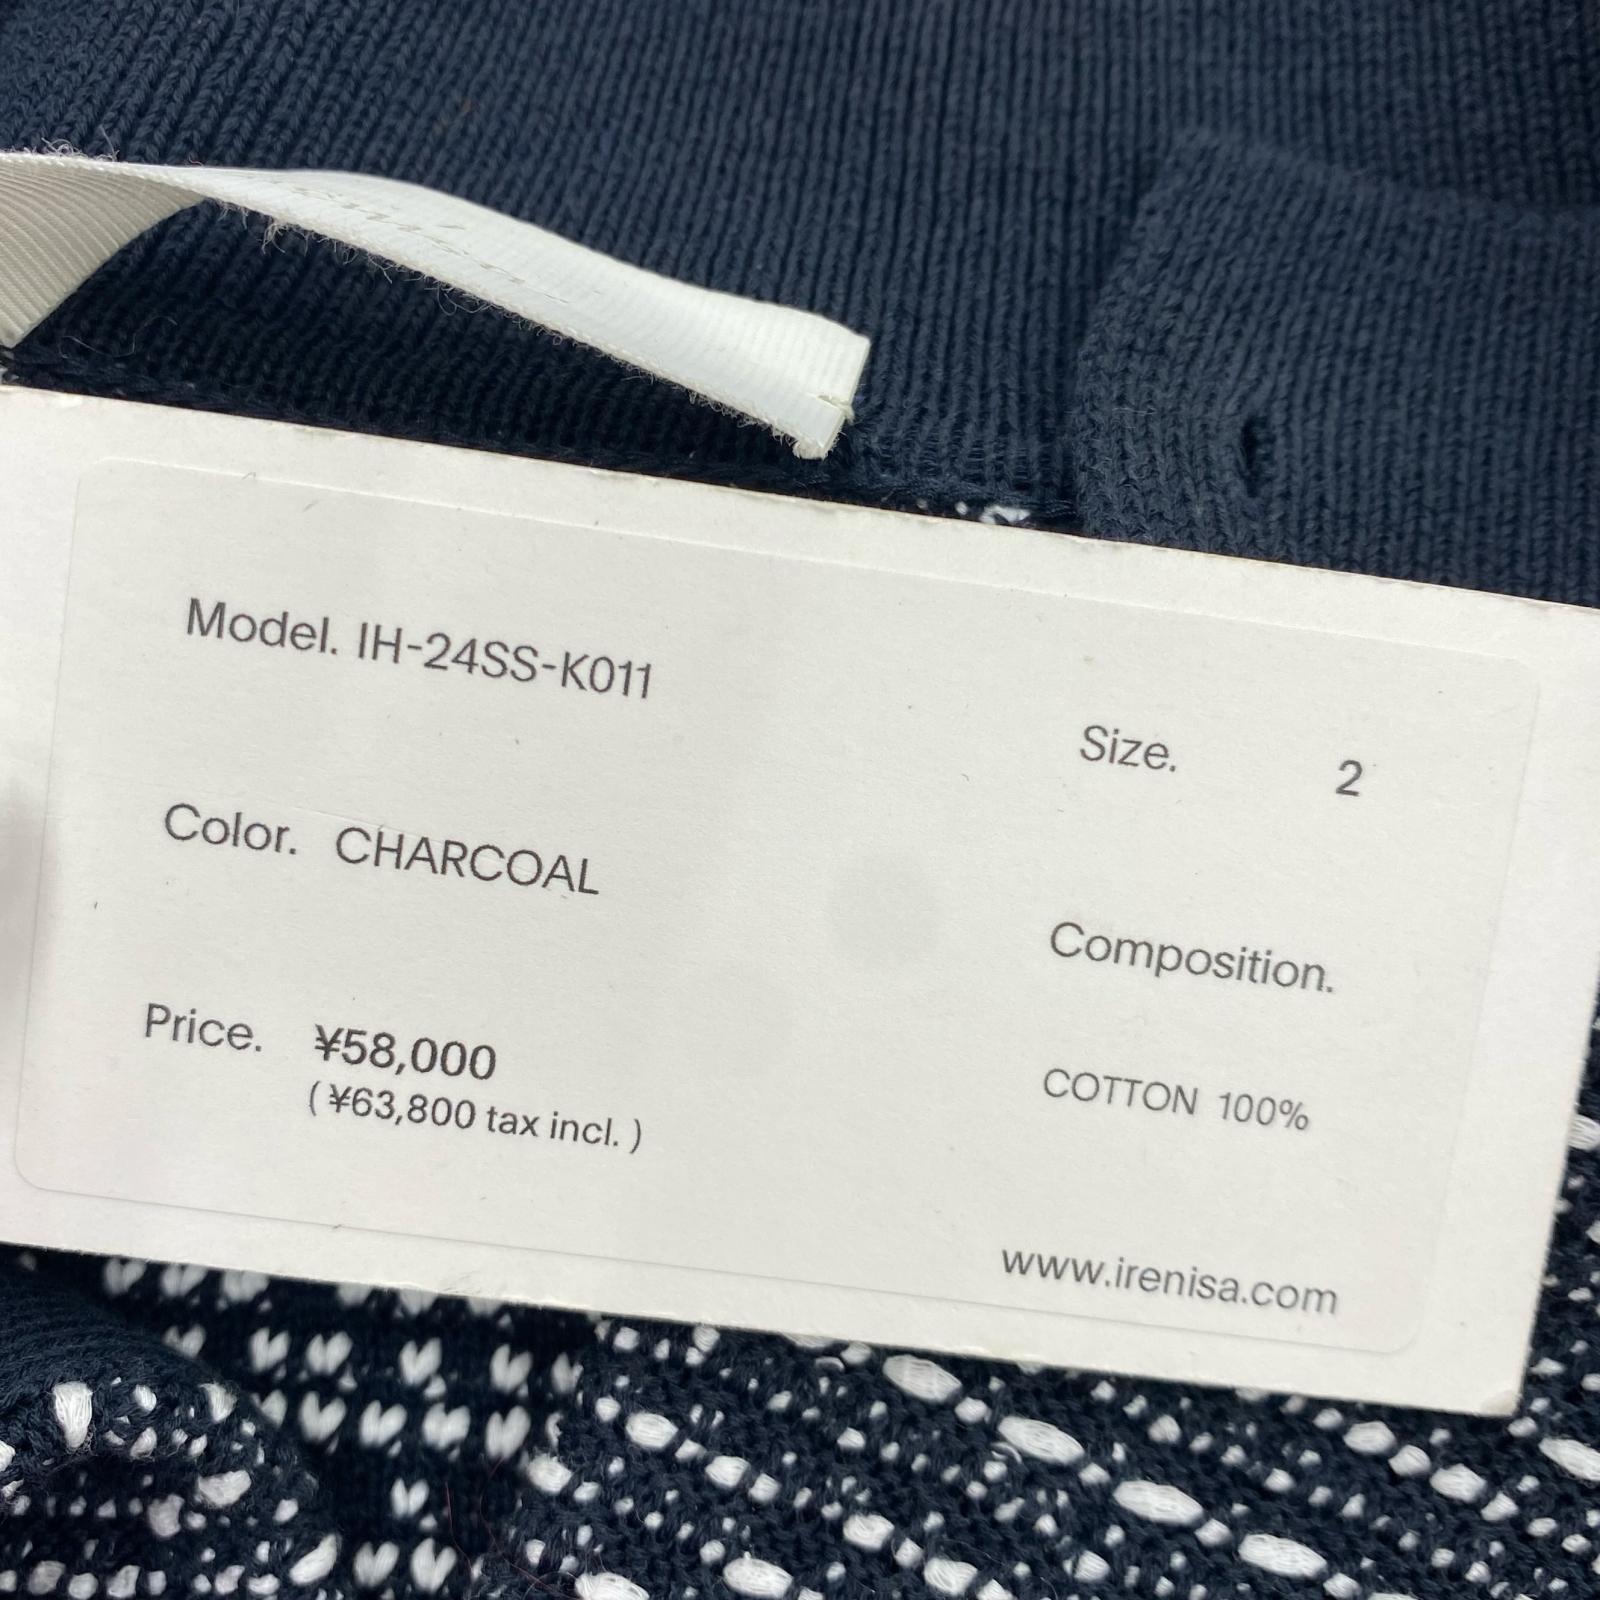 Model. IH-24SS-K011
Size. 2
Color. CHARCOAL
Composition.
Price. ¥58,000
(¥63,800 tax incl.)
COTTON 100%
www.irenisa.com